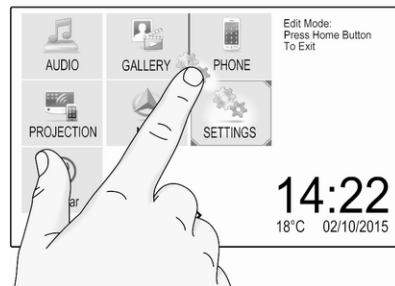 AUDIO
GALLERY
PHONE
Edit Mode:
Press Home Button
To Exit
PROJECTION
SETTINGS
14:22
18°C 02/10/2015